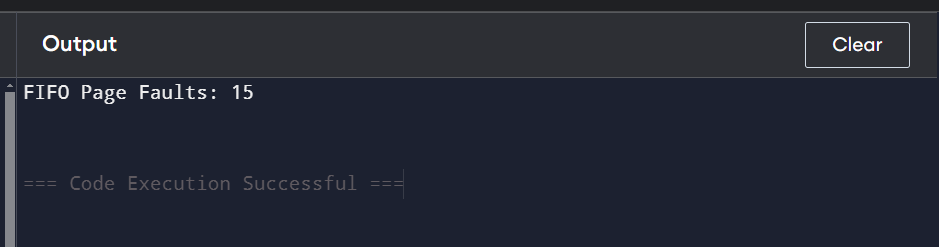 Output
Clear
FIFO Page Faults: 15
=== Code Execution Successful ===